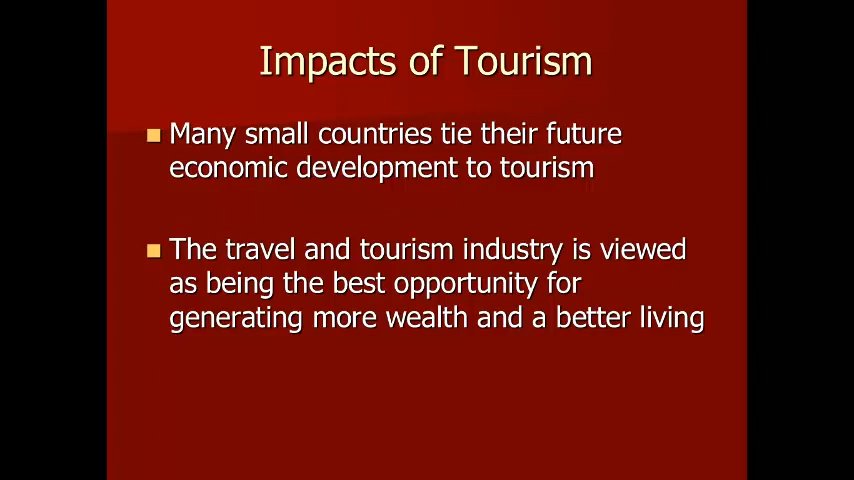 Impacts of Tourism
Many small countries tie their future
economic development to tourism
The travel and tourism industry is viewed
as being the best opportunity for
generating more wealth and a better living